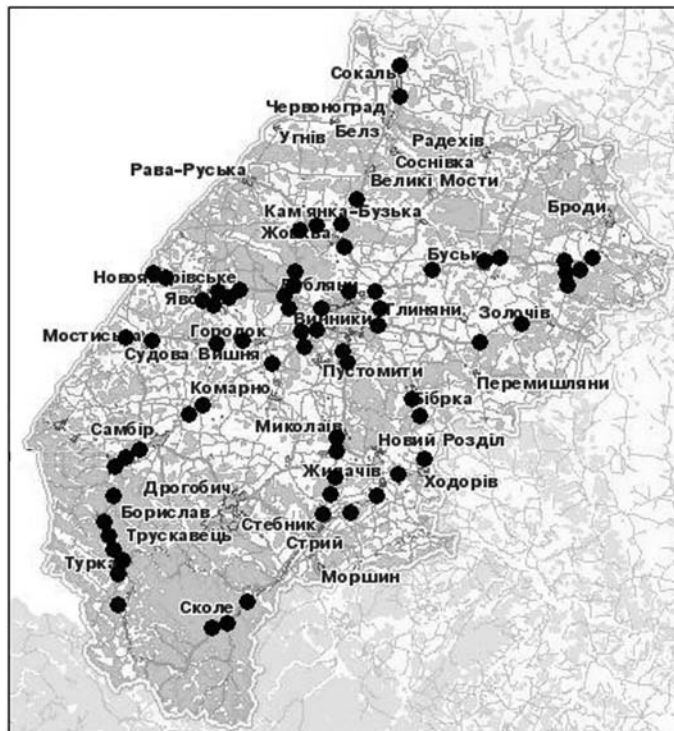 Сокаль
Червоноград
Угнів
Белз
Радехів
Соснівка
Рава-Руська
Великі Мости
Кам'янка-Бузька
Броди
Буськ
Глиняни
Золочів
Винники
Мостиська
Городок
Судова
Вишня
Пустомити
Перемишляни
Комарно
Бібрка
Миколаїв
Самбір
Новий Розділ
Жидачів
Ходорів
Дрогобич
Борислав
Стебник
Трускавець
Стрий
Турка
Моршин
Сколе